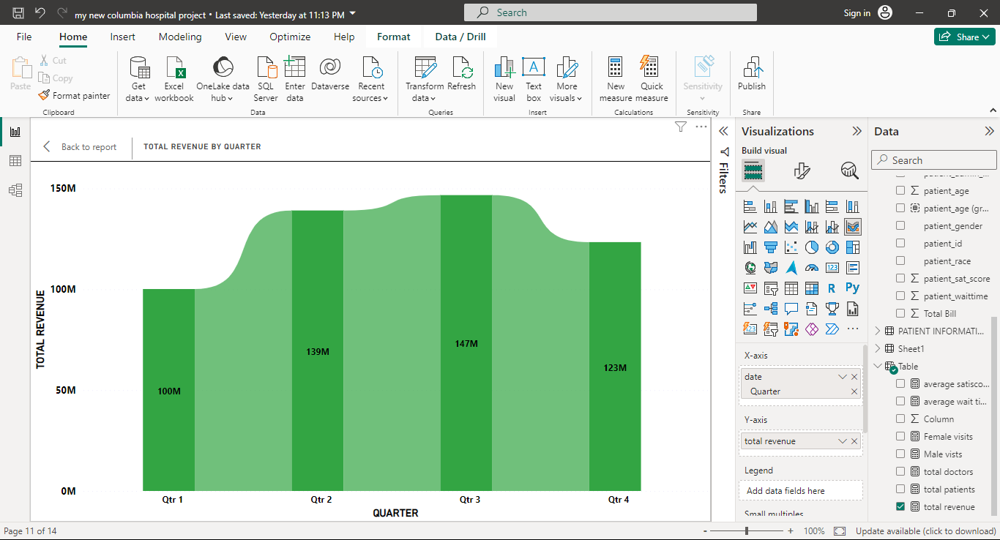 my new columbia hospital project • Last saved: Yesterday at 11:13 PM
Search
Sign in
File Home Insert Modeling View Optimize Help Format Data / Drill
Share
Paste
Cut
Copy
Format painter
Clipboard
Get data
Excel workbook
OneLake data hub
SQL Server
Enter data
Dataverse
Recent sources
Data
Transform data
Refresh
Queries
New visual
Text box
More visuals
Insert
New measure
Quick measure
Calculations
Sensitivity
Sensitivity
Publish
Share
Back to report
TOTAL REVENUE BY QUARTER
150M
100M
50M
0M
TOTAL REVENUE
100M
139M
147M
123M
Qtr 1
Qtr 2
Qtr 3
Qtr 4
QUARTER
Filters
Visualizations
Build visual
123
R
Py
123
X-axis
date
Quarter
Y-axis
total revenue
Legend
Add data fields here
Small multiples
Data
Search
patient_age
patient_age (gr...
patient_gender
patient_id
patient_race
patient_sat_score
patient_waittime
Total Bill
PATIENT INFORMATI...
Sheet1
Table
average satisco...
average wait ti...
Column
Female visits
Male vists
total doctors
total patients
total revenue
Page 11 of 14
- + 100%
Update available (click to download)